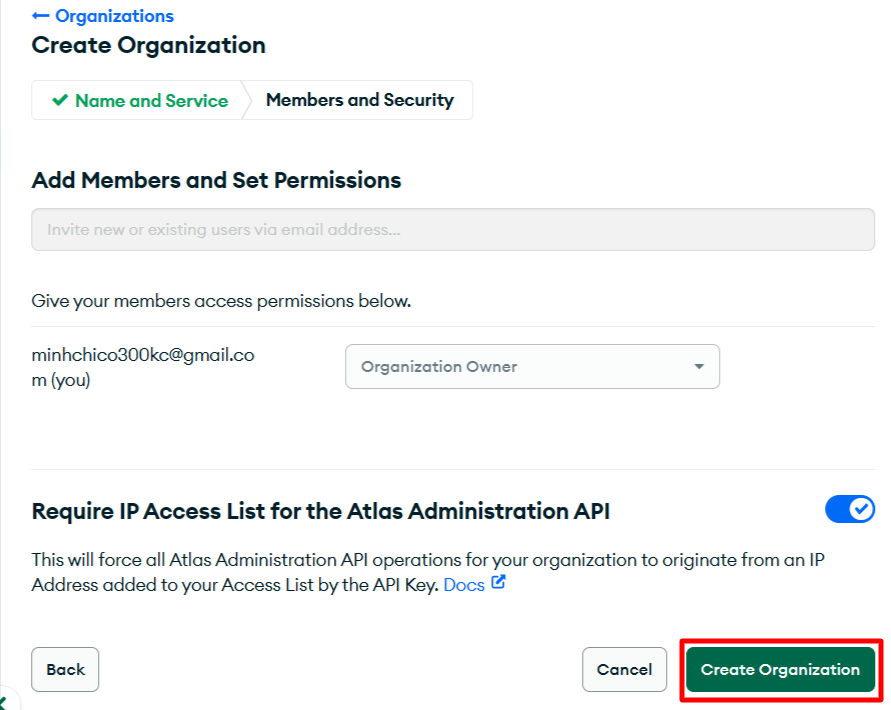 ← Organizations
Create Organization
✔ Name and Service
Members and Security
Add Members and Set Permissions
Invite new or existing users via email address...
Give your members access permissions below.
minhchico300kc@gmail.co
m (you)
Organization Owner
Require IP Access List for the Atlas Administration API
This will force all Atlas Administration API operations for your organization to originate from an IP
Address added to your Access List by the API Key. Docs
Back
Cancel
Create Organization